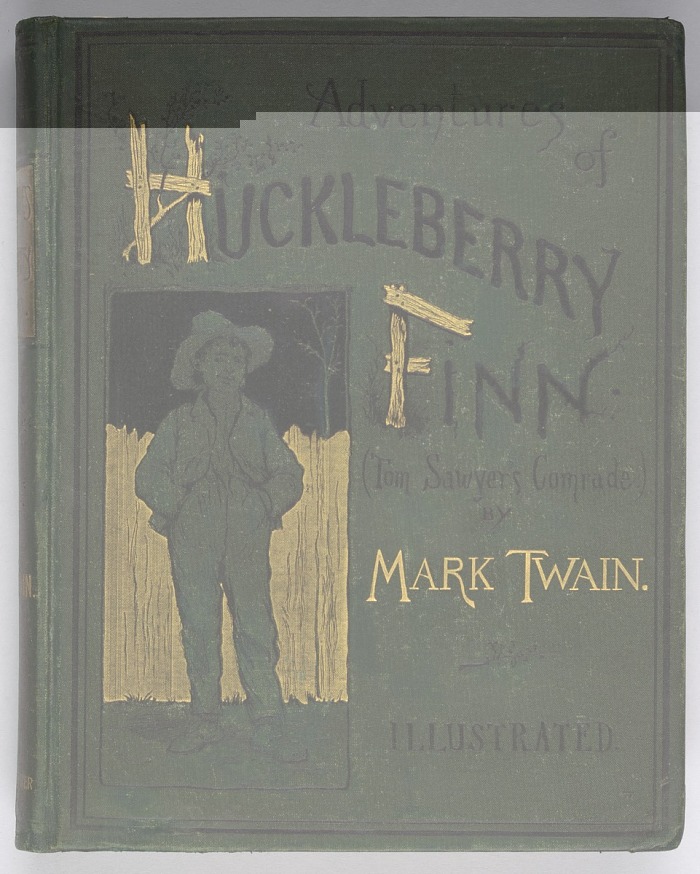 Adventures
of
HUCKLEBERRY
FINN.
(Tom Sawyer's Comrade.)
BY
MARK TWAIN.
ILLUSTRATED.